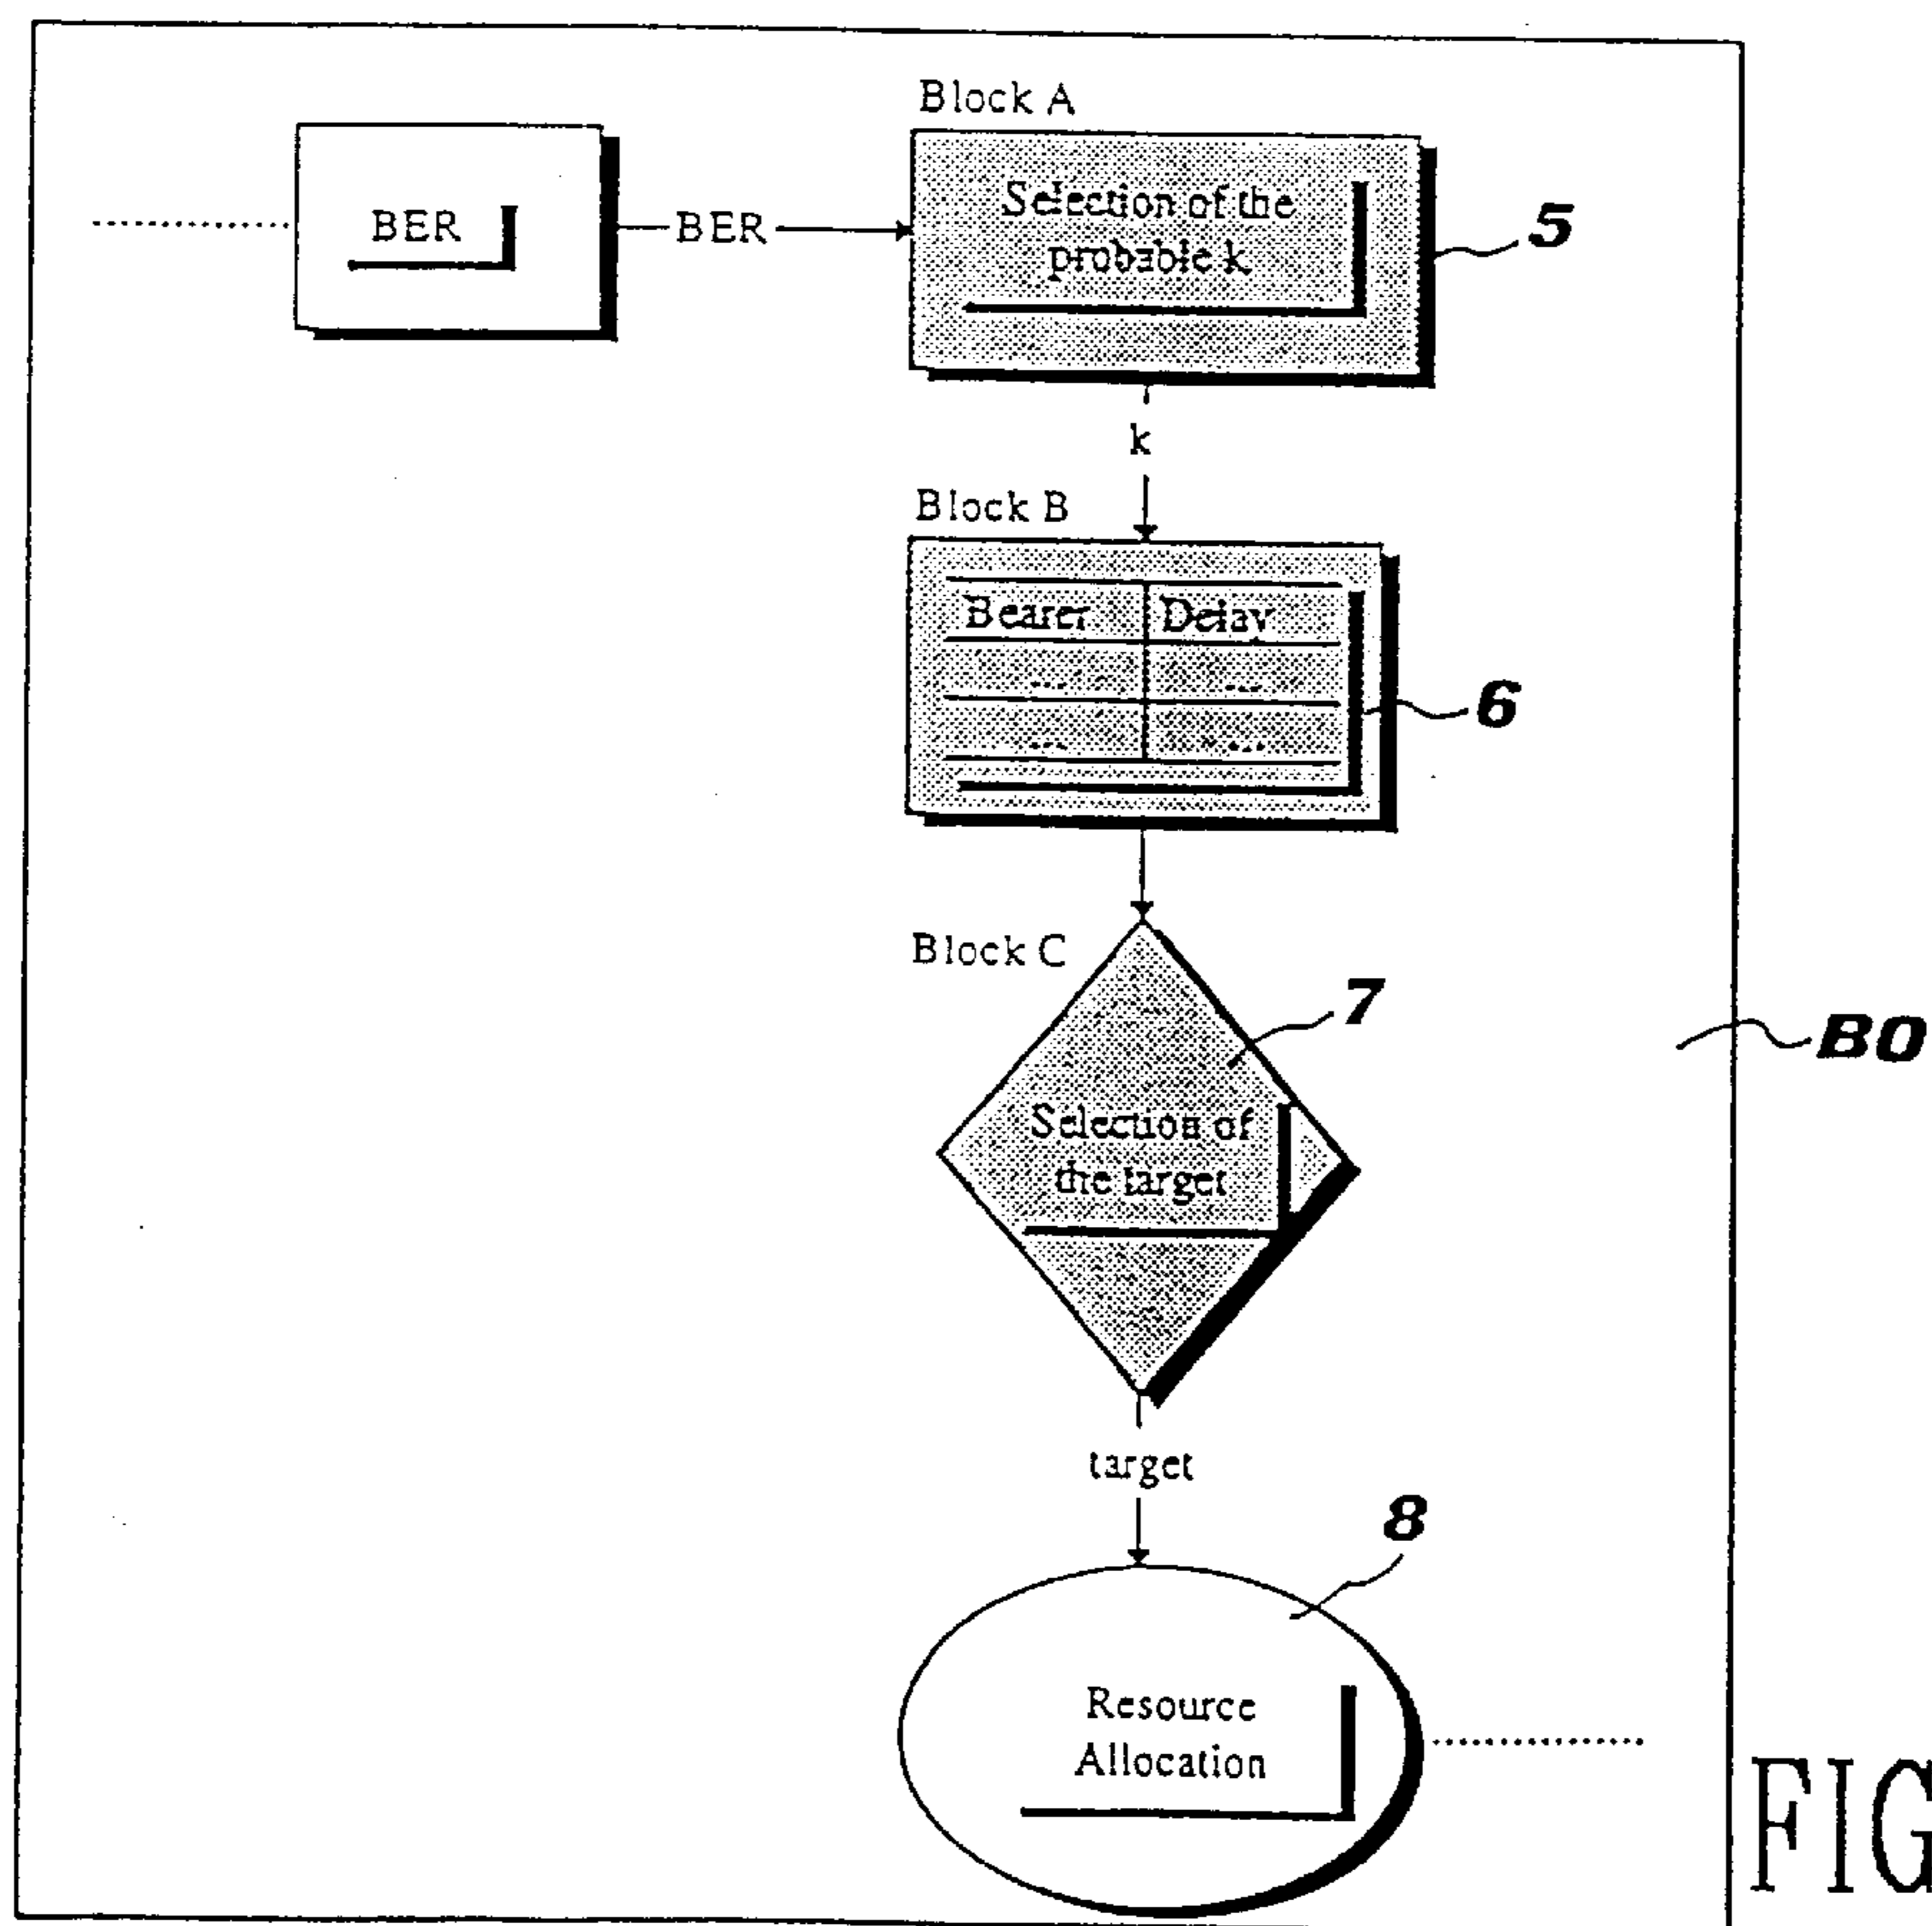 Block A
BER
BER
Selection of the
probable k
5
k
Block B
Bearer Delay
... ...
... ...
6
Block C
7
Selection of
the target
B0
target
8
Resource
Allocation
FIG